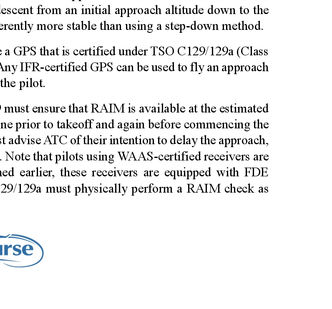 escent from an initial approach altitude down to the
erently more stable than using a step-down method.
e a GPS that is certified under TSO C129/129a (Class
Any IFR-certified GPS can be used to fly an approach
the pilot.
must ensure that RAIM is available at the estimated
ne prior to takeoff and again before commencing the
t advise ATC of their intention to delay the approach,
. Note that pilots using WAAS-certified receivers are
ed earlier, these receivers are equipped with FDE
29/129a must physically perform a RAIM check as
urse